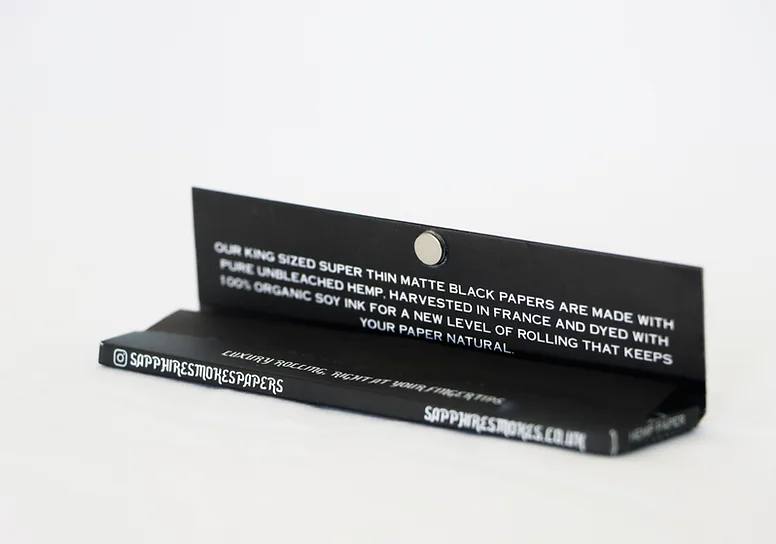 OUR KING SIZED SUPER THIN MATTE BLACK PAPERS ARE MADE WITH
PURE UNBLEACHED HEMP, HARVESTED IN FRANCE AND DYED WITH
100% ORGANIC SOY INK FOR A NEW LEVEL OF ROLLING THAT KEEPS
YOUR PAPER NATURAL.
LUXURY ROLLING, RIGHT AT YOUR FINGERTIPS
SAPPHIRESMOKESPAPERS
SAPPHIRESMOKES.CO.UK
HEMP PAPER